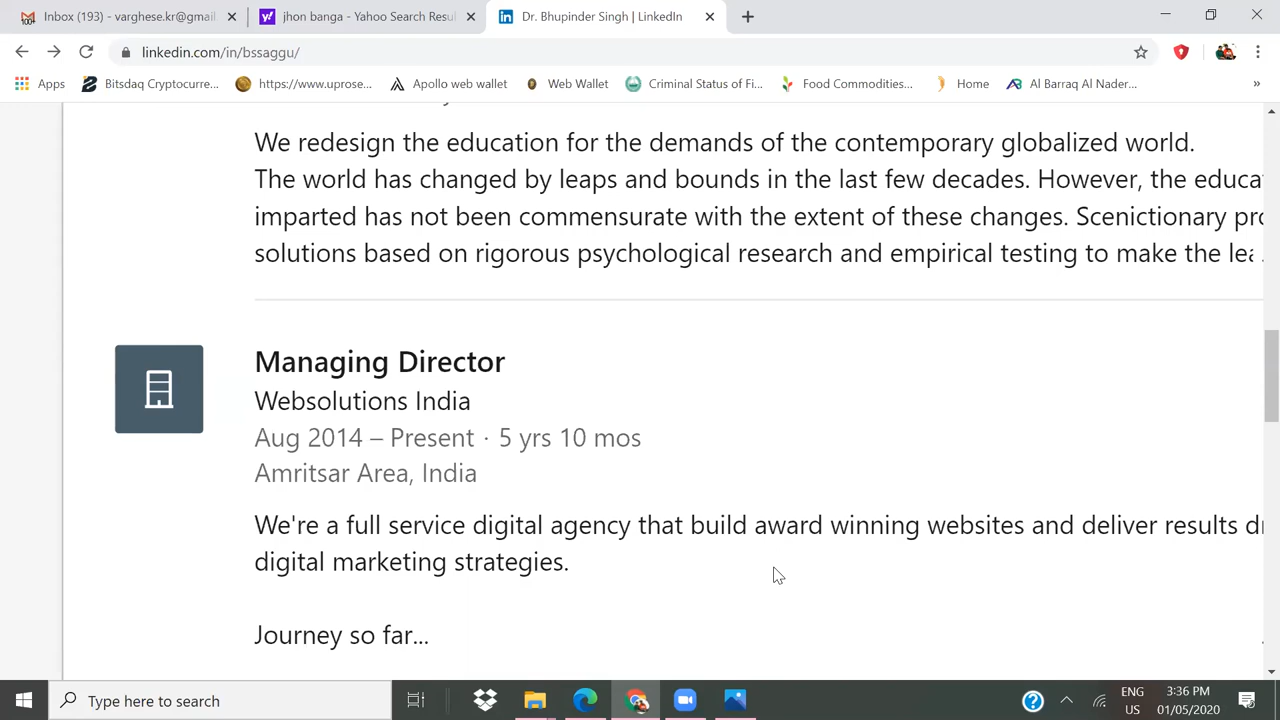 Inbox (193) - varghese.kr@gmail
jhon banga - Yahoo Search Resul
Dr. Bhupinder Singh | LinkedIn
linkedin.com/in/bssaggu/
Apps
Bitsdaq Cryptocurre...
https://www.uprose...
Apollo web wallet
Web Wallet
Criminal Status of Fi...
Food Commodities...
Home
Al Barraq Al Nader...
»
We redesign the education for the demands of the contemporary globalized world.
The world has changed by leaps and bounds in the last few decades. However, the educa
imparted has not been commensurate with the extent of these changes. Scenictionary pro
solutions based on rigorous psychological research and empirical testing to make the lea
Managing Director
Websolutions India
Aug 2014 – Present · 5 yrs 10 mos
Amritsar Area, India
We're a full service digital agency that build award winning websites and deliver results dr
digital marketing strategies.
Journey so far...
Type here to search
ENG
US
3:36 PM
01/05/2020